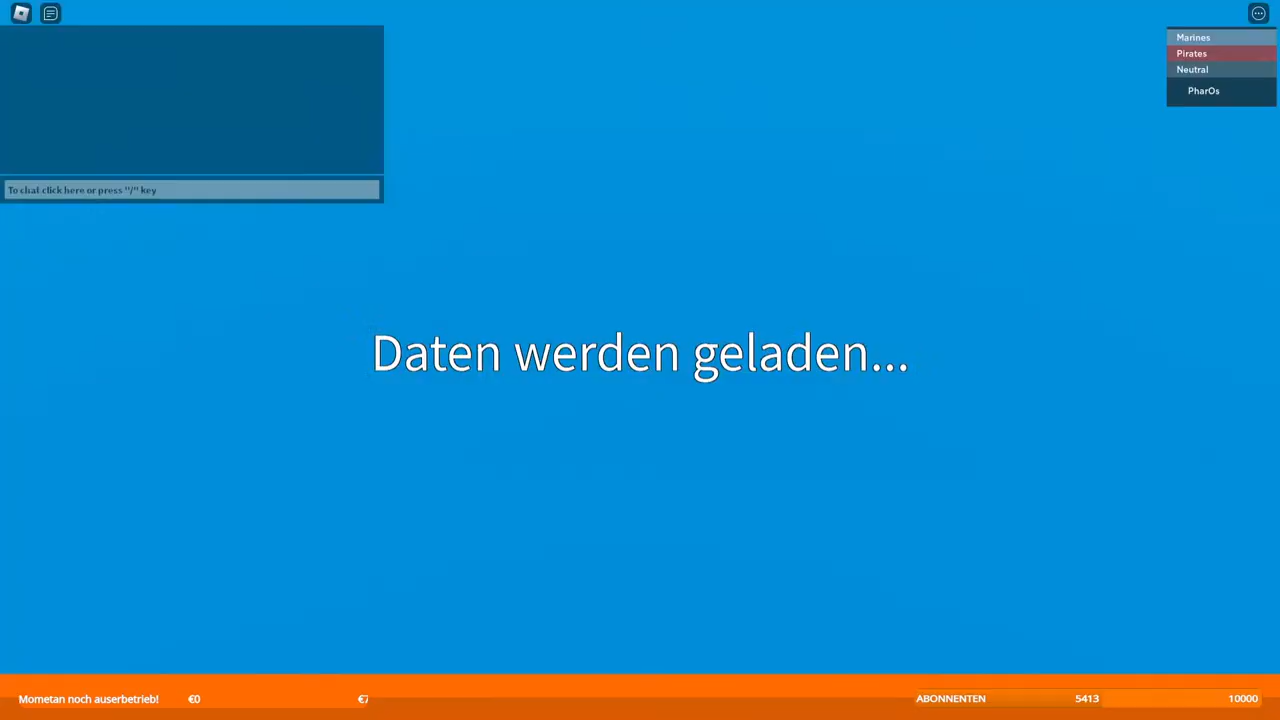 Marines
Pirates
Neutral
PharOs
To chat click here or press "/" key
Daten werden geladen...
Mometan noch auserbetrieb! €0
ABONNENTEN 5413 10000